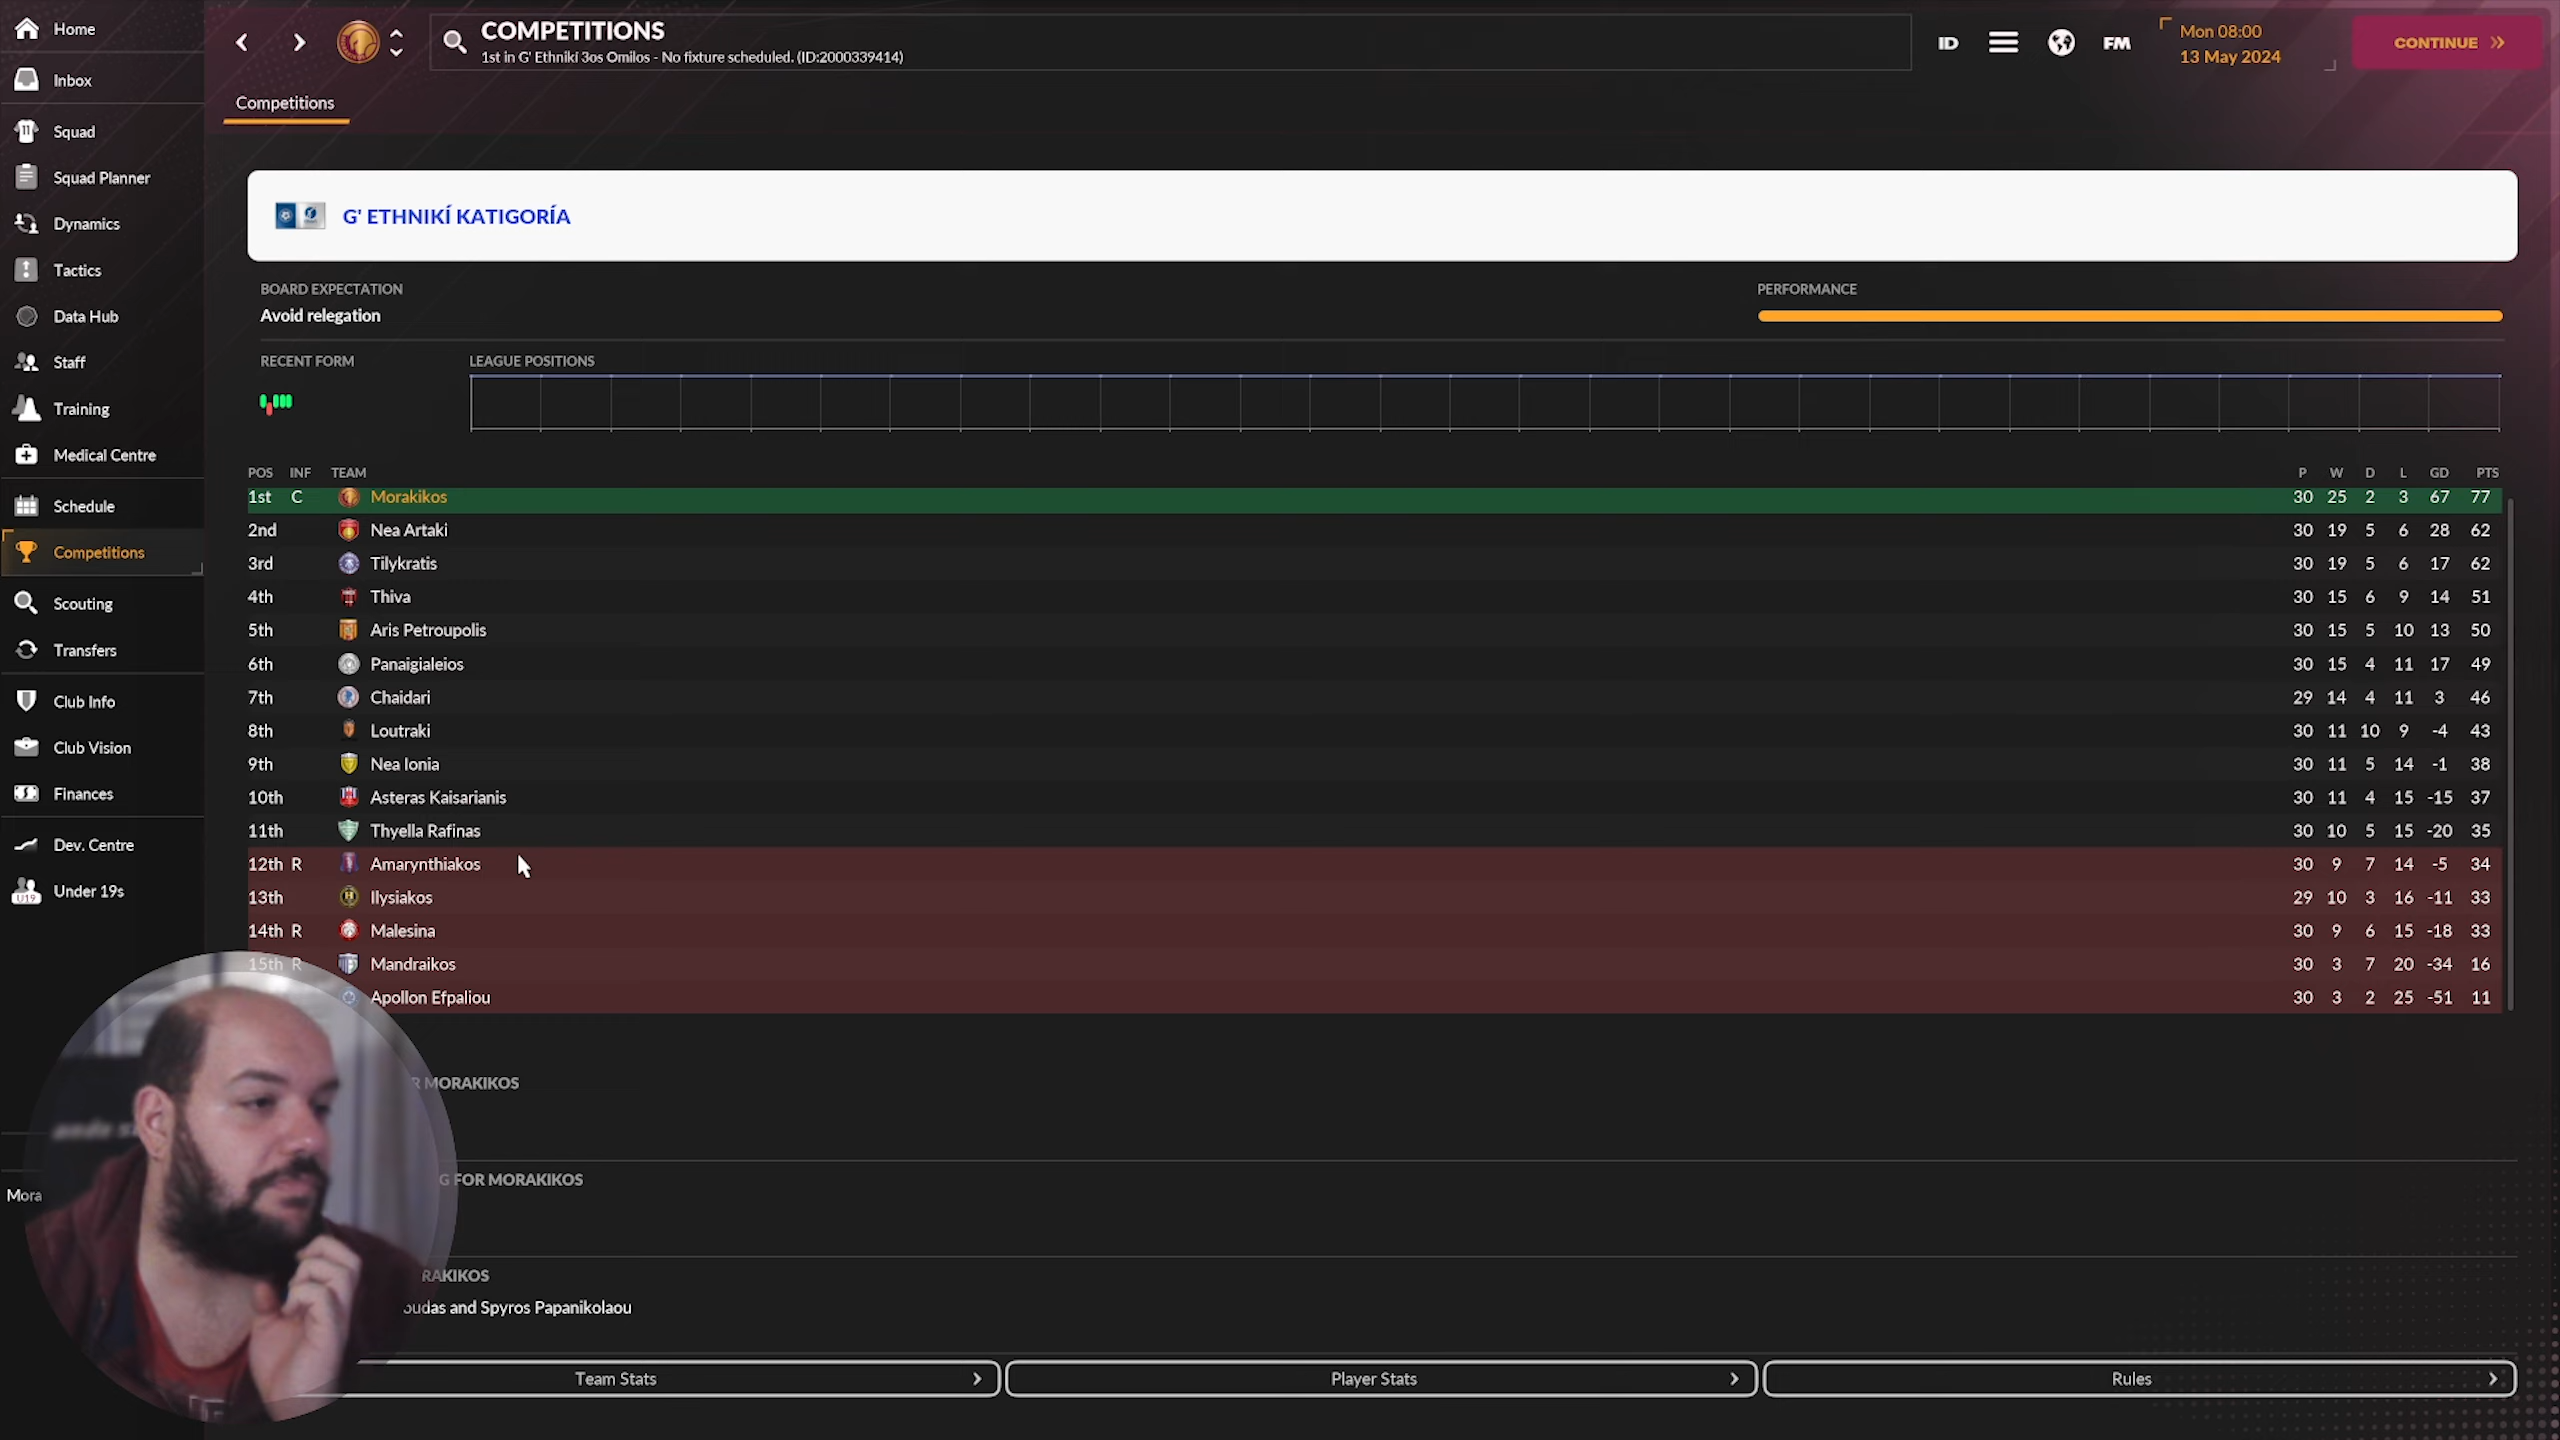 Home
Inbox
Squad
Squad Planner
Dynamics
Tactics
Data Hub
Staff
Training
Medical Centre
Schedule
Competitions
Scouting
Transfers
Club Info
Club Vision
Finances
Dev. Centre
U19 Under 19s
COMPETITIONS
1st in G' Ethnikí 3os Omilos - No fixture scheduled. (ID:2000339414)
ID
FM
Mon 08:00
13 May 2024
CONTINUE
Competitions
G' ETHNIKÍ KATIGORÍA
BOARD EXPECTATION
Avoid relegation
PERFORMANCE
RECENT FORM
LEAGUE POSITIONS
POS INF TEAM P W D L GD PTS
1st C Morakikos 30 25 2 3 67 77
2nd Nea Artaki 30 19 5 6 28 62
3rd Tilykratis 30 19 5 6 17 62
4th Thiva 30 15 6 9 14 51
5th Aris Petroupolis 30 15 5 10 13 50
6th Panaigialeios 30 15 4 11 17 49
7th Chaidari 29 14 4 11 3 46
8th Loutraki 30 11 10 9 -4 43
9th Nea Ionia 30 11 5 14 -1 38
10th Asteras Kaisarianis 30 11 4 15 -15 37
11th Thyella Rafinas 30 10 5 15 -20 35
12th R Amarynthiakos 30 9 7 14 -5 34
13th Ilysiakos 29 10 3 16 -11 33
14th R Malesina 30 9 6 15 -18 33
15th R Mandraikos 30 3 7 20 -34 16
Apollon Efpaliou 30 3 2 25 -51 11
R MORAKIKOS
G FOR MORAKIKOS
Mora
RAKIKOS
oudas and Spyros Papanikolaou
Team Stats
Player Stats
Rules